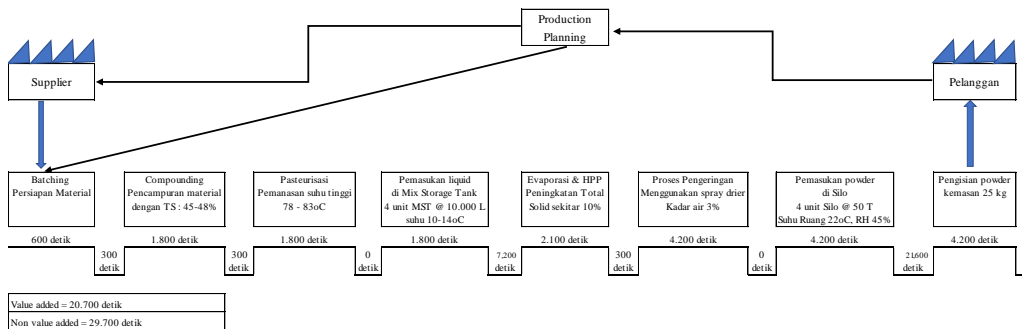 Production
Planning
Supplier
Pelanggan
Batching
Persiapan Material
Compounding
Pencampuran material
dengan TS : 45-48%
Pasteurisasi
Pemanasan suhu tinggi
78 - 83oC
Pemasukan liquid
di Mix Storage Tank
4 unit MST @ 10.000 L
suhu 10-14oC
Evaporasi & HPP
Peningkatan Total
Solid sekitar 10%
Proses Pengeringan
Menggunakan spray drier
Kadar air 3%
Pemasukan powder
di Silo
4 unit Silo @ 50 T
Suhu Ruang 22oC, RH 45%
Pengisian powder
kemasan 25 kg
600 detik
300
detik
1.800 detik
300
detik
1.800 detik
0
detik
1.800 detik
7,200
detik
2.100 detik
300
detik
4.200 detik
0
detik
4.200 detik
21,600
detik
4.200 detik
Value added = 20.700 detik
Non value added = 29.700 detik